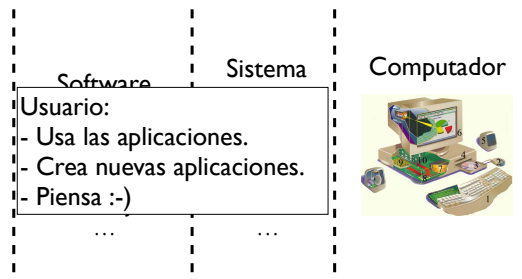 Software
Sistema
Computador
Usuario:
- Usa las aplicaciones.
- Crea nuevas aplicaciones.
- Piensa :-)
...
...